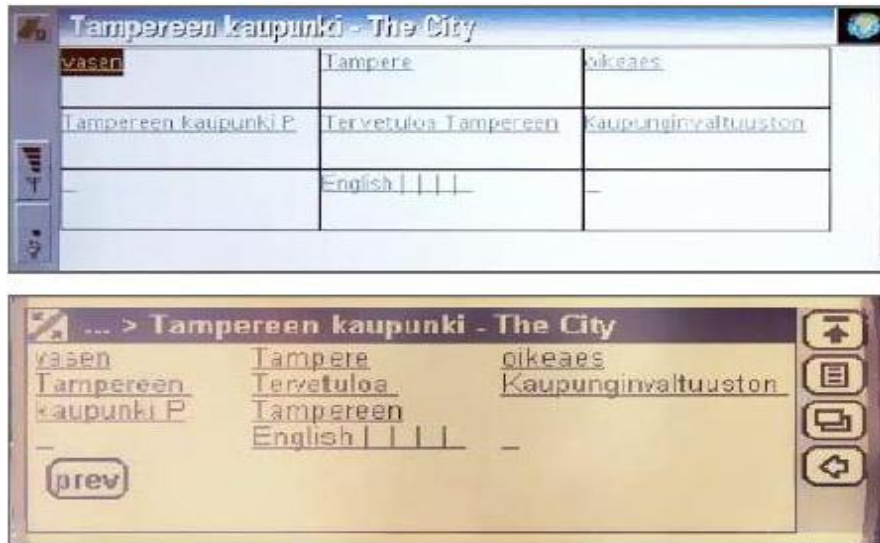 Tampereen kaupunki - The City
vasen Tampere oikeaes
Tampereen kaupunki P Tervetuloa Tampereen Kaupunginvaltuuston
_ English | | | | _
... > Tampereen kaupunki - The City
vasen Tampere oikeaes
Tampereen Tervetuloa Kaupunginvaltuuston
kaupunki P Tampereen
_ English | | | | _
prev